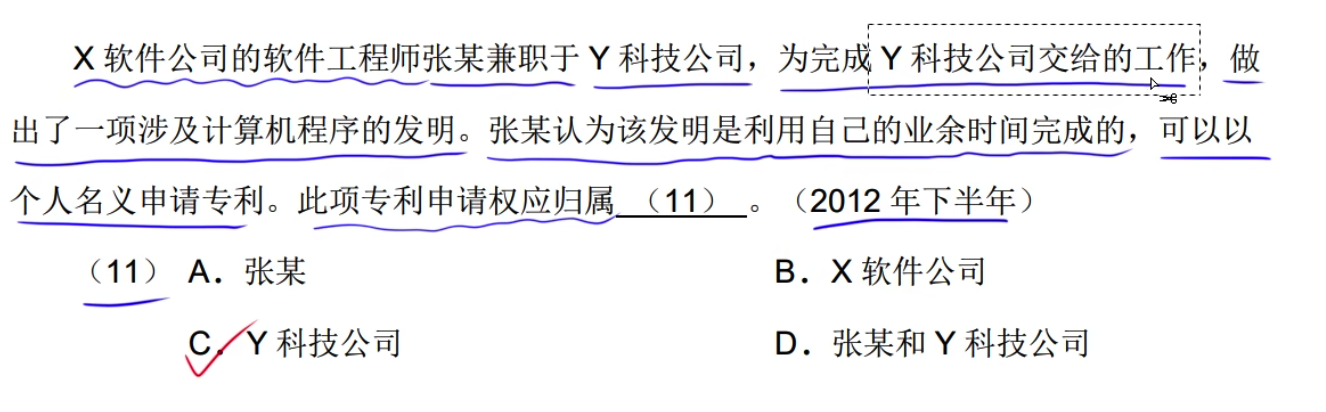 X 软件公司的软件工程师张某兼职于 Y 科技公司，为完成 Y 科技公司交给的工作，做
出了一项涉及计算机程序的发明。张某认为该发明是利用自己的业余时间完成的，可以以
个人名义申请专利。此项专利申请权应归属 （11） 。（2012 年下半年）
（11） A．张某 B．X 软件公司
C．Y 科技公司 D．张某和 Y 科技公司